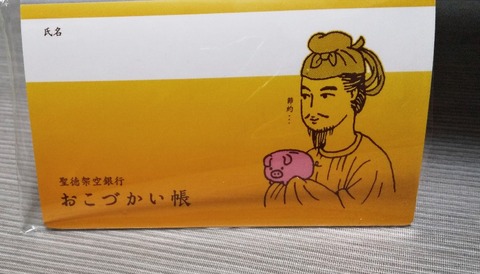 氏名
節約…
聖徳架空銀行
おこづかい帳